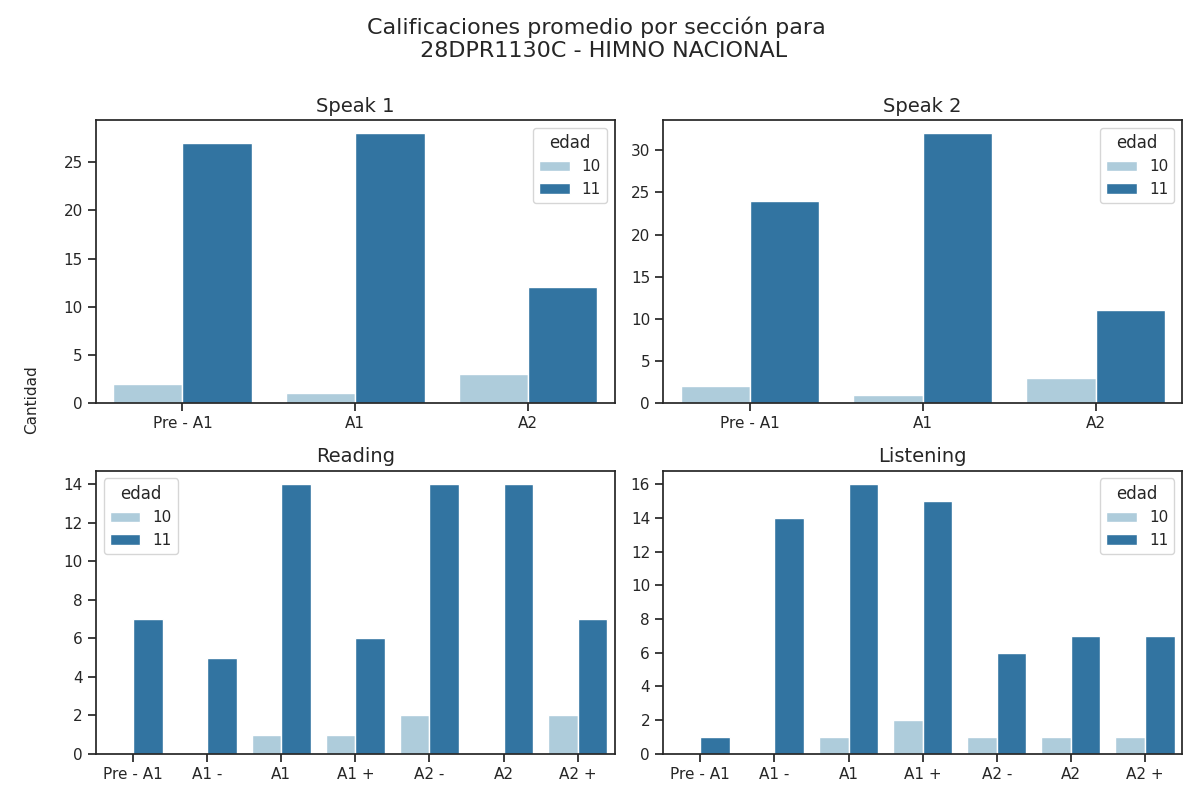 Calificaciones promedio por sección para
28DPR1130C - HIMNO NACIONAL
Speak 1
25
20
15
10
5
0
edad
10
11
Pre - A1
A1
A2
Speak 2
30
25
20
15
10
5
0
edad
10
11
Pre - A1
A1
A2
Cantidad
Reading
14
12
10
8
6
4
2
0
edad
10
11
Pre - A1
A1 -
A1
A1 +
A2 -
A2
A2 +
Listening
16
14
12
10
8
6
4
2
0
edad
10
11
Pre - A1
A1 -
A1
A1 +
A2 -
A2
A2 +